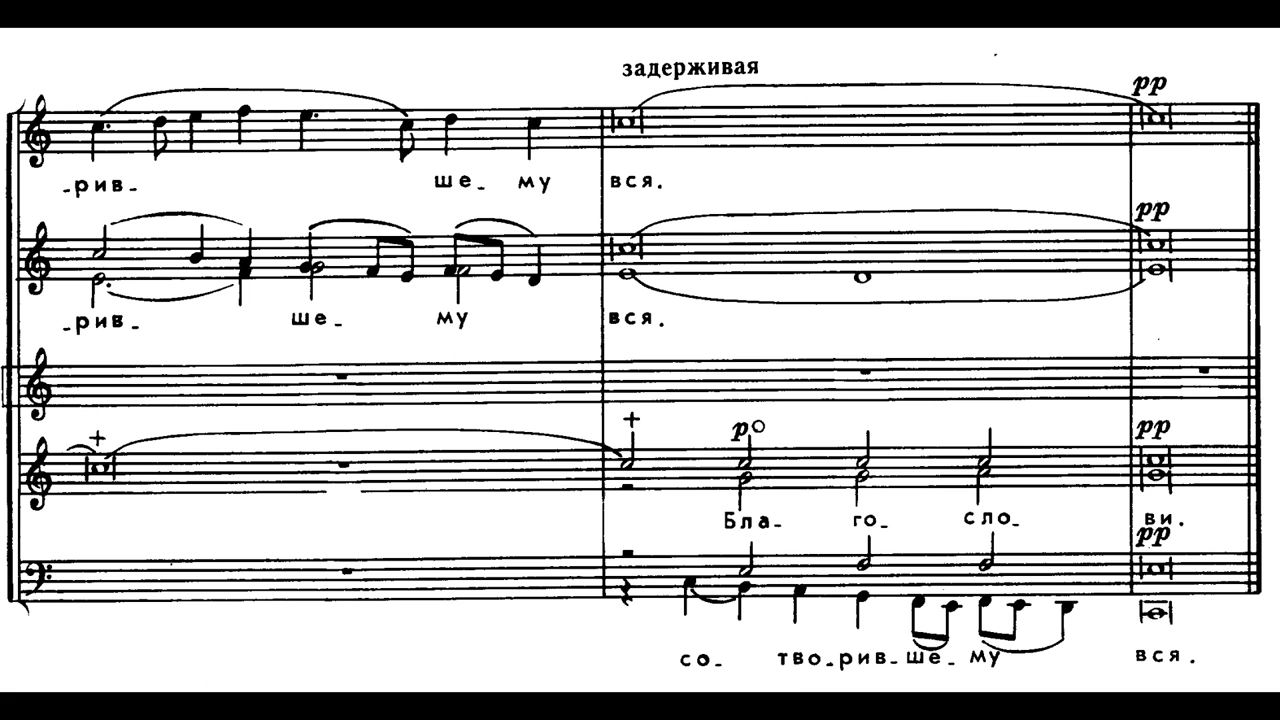 задерживая
pp
-рив- ше- му вся.
pp
-рив- ше- му вся.
+ + p pp
Бла- го- сло- ви.
pp
со- тво-рив-ше- му вся.